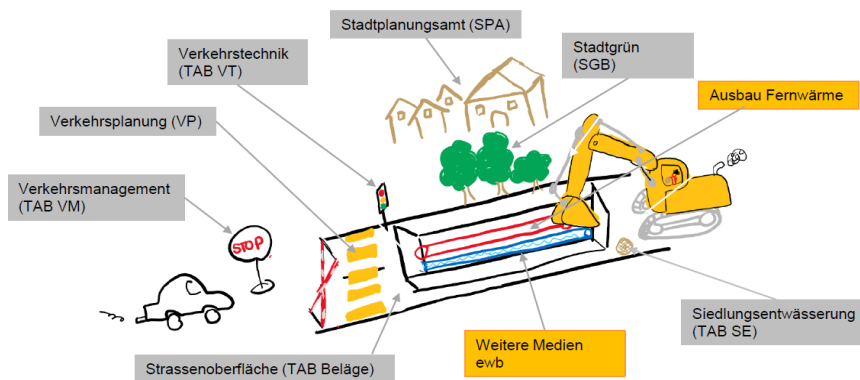 Stadtplanungsamt (SPA)
Verkehrstechnik
(TAB VT)
Stadtgrün
(SGB)
Ausbau Fernwärme
Verkehrsplanung (VP)
Verkehrsmanagement
(TAB VM)
STOP
Siedlungsentwässerung
(TAB SE)
Weitere Medien
ewb
Strassenoberfläche (TAB Beläge)